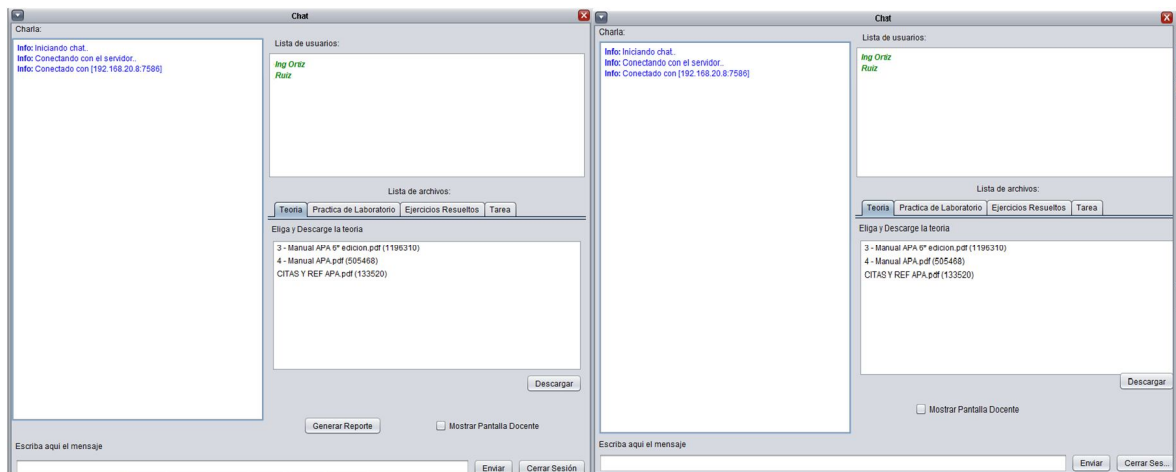 Chat
Charla:
Info: Iniciando chat..
Info: Conectando con el servidor..
Info: Conectado con [192.168.20.8:7586]
Lista de usuarios:
Ing Ortiz
Ruiz
Lista de archivos:
Teoria Practica de Laboratorio Ejercicios Resueltos Tarea
Eliga y Descarge la teoria
3 - Manual APA 6ª edicion.pdf (1196310)
4 - Manual APA.pdf (505468)
CITAS Y REF APA.pdf (133520)
Descargar
Generar Reporte Mostrar Pantalla Docente
Escriba aqui el mensaje
Enviar Cerrar Sesión
Chat
Charla:
Info: Iniciando chat..
Info: Conectando con el servidor..
Info: Conectado con [192.168.20.8:7586]
Lista de usuarios:
Ing Ortiz
Ruiz
Lista de archivos:
Teoria Practica de Laboratorio Ejercicios Resueltos Tarea
Eliga y Descarge la teoria
3 - Manual APA 6ª edicion.pdf (1196310)
4 - Manual APA.pdf (505468)
CITAS Y REF APA.pdf (133520)
Descargar
Mostrar Pantalla Docente
Escriba aqui el mensaje
Enviar Cerrar Ses...